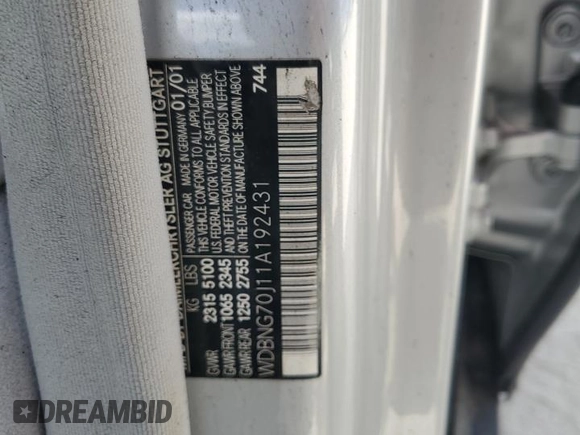 DAIMLERCHRYSLER AG STUTTGART
PASSENGER CAR MADE IN GERMANY 01/01
THIS VEHICLE CONFORMS TO ALL APPLICABLE
U.S. FEDERAL MOTOR VEHICLE SAFETY BUMPER
AND THEFT PREVENTION STANDARDS IN EFFECT
ON THE DATE OF MANUFACTURE SHOWN ABOVE
KG LBS
GAWR 2315 5100
GAWR FRONT 1065 2345
GAWR REAR 1250 2755
744
WDBNG70J11A192431
DREAMBID